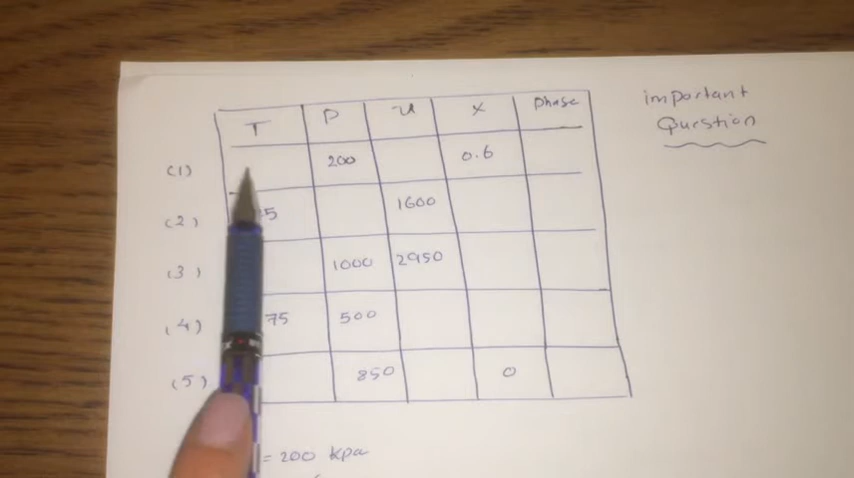 important
Question
T P u x phase
(1) 200 0.6
(2) 1600
(3) 1000 2950
(4) 75 500
(5) 850 0
= 200 kpa